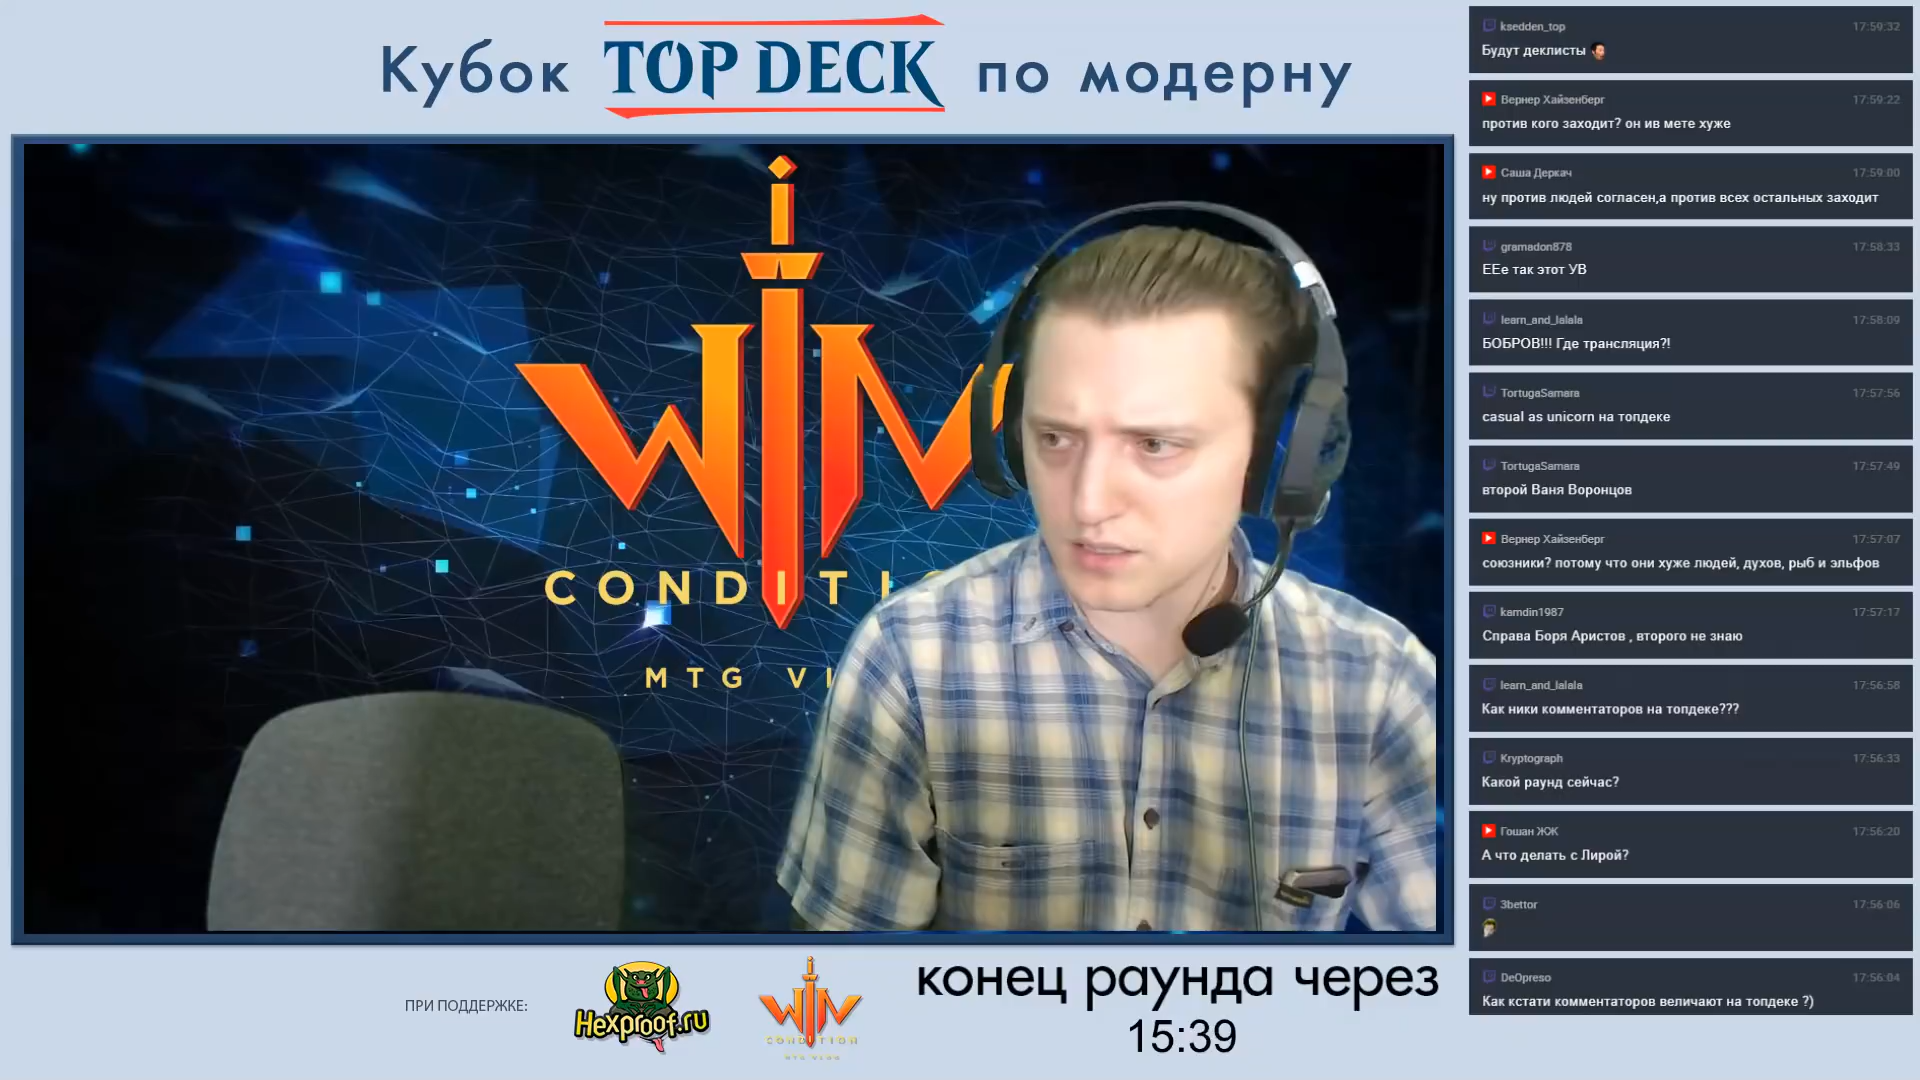 Кубок TOP DECK по модерну
WIN
CONDITI
MTG VL
ПРИ ПОДДЕРЖКЕ:
Hexproof.ru
WIN
CONDITION
MTG VLOG
конец раунда через
15:39
ksedden_top 17:59:32
Будут деклисты
Вернер Хайзенберг 17:59:22
против кого заходит? он ив мете хуже
Саша Деркач 17:59:00
ну против людей согласен,а против всех остальных заходит
gramadon878 17:58:33
ЕЕе так этот УВ
learn_and_lalala 17:58:09
БОБРОВ!!! Где трансляция?!
TortugaSamara 17:57:56
casual as unicorn на топдеке
TortugaSamara 17:57:49
второй Ваня Воронцов
Вернер Хайзенберг 17:57:07
союзники? потому что они хуже людей, духов, рыб и эльфов
kamdin1987 17:57:17
Справа Боря Аристов , второго не знаю
learn_and_lalala 17:56:58
Как ники комментаторов на топдеке???
Kryptograph 17:56:33
Какой раунд сейчас?
Гошан ЖЖ 17:56:20
А что делать с Лирой?
3bettor 17:56:06
DeOpreso 17:56:04
Как кстати комментаторов величают на топдеке ?)